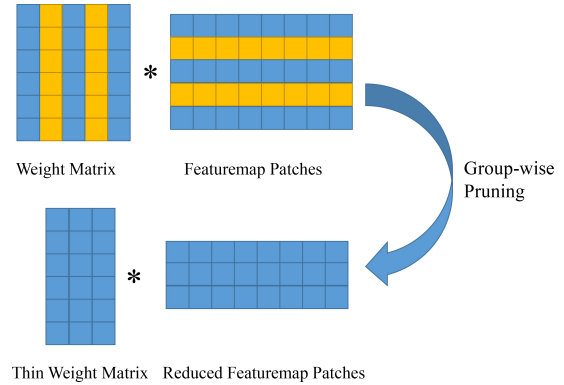 *
Weight Matrix
Featuremap Patches
Group-wise
Pruning
*
Thin Weight Matrix
Reduced Featuremap Patches